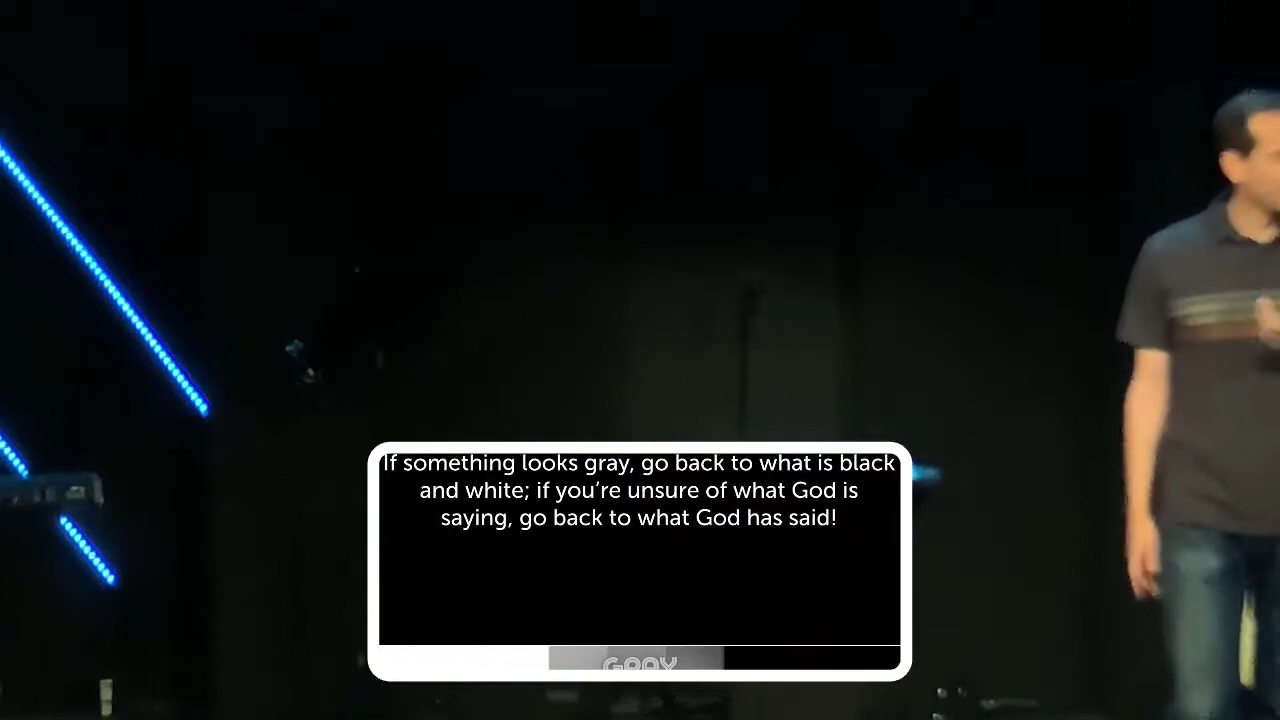 If something looks gray, go back to what is black
and white; if you’re unsure of what God is
saying, go back to what God has said!
GRAY